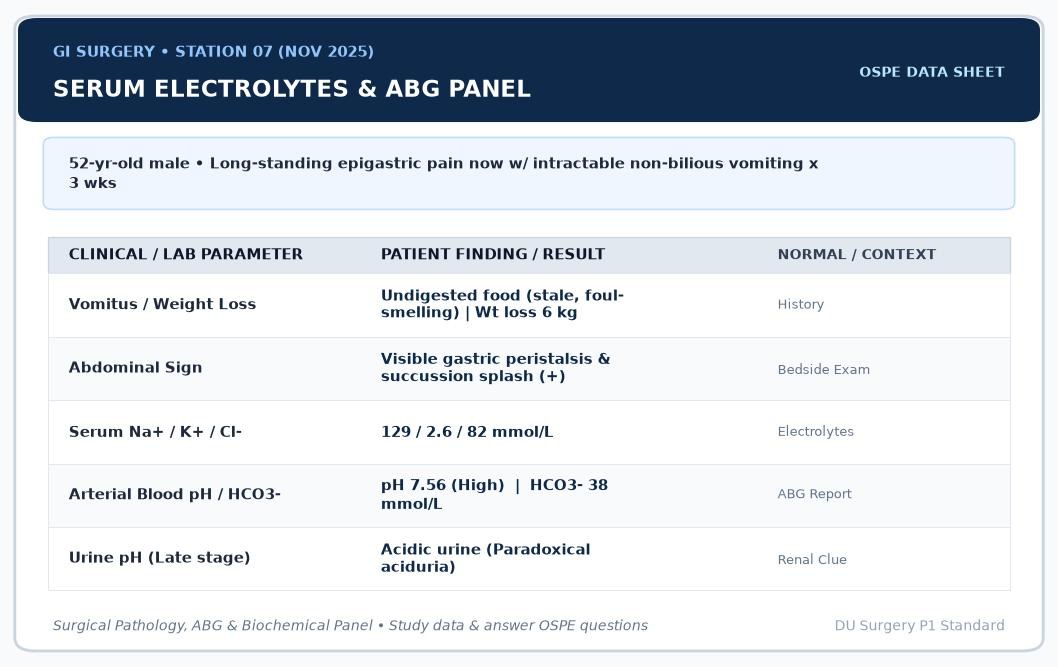 GI SURGERY • STATION 07 (NOV 2025)
SERUM ELECTROLYTES & ABG PANEL
OSPE DATA SHEET
52-yr-old male • Long-standing epigastric pain now w/ intractable non-bilious vomiting x
3 wks
CLINICAL / LAB PARAMETER PATIENT FINDING / RESULT NORMAL / CONTEXT
Vomitus / Weight Loss
Undigested food (stale, foul-
smelling) | Wt loss 6 kg
History
Abdominal Sign
Visible gastric peristalsis &
succussion splash (+)
Bedside Exam
Serum Na+ / K+ / Cl- 129 / 2.6 / 82 mmol/L Electrolytes
Arterial Blood pH / HCO3-
pH 7.56 (High) | HCO3- 38
mmol/L
ABG Report
Urine pH (Late stage)
Acidic urine (Paradoxical
aciduria)
Renal Clue
Surgical Pathology, ABG & Biochemical Panel • Study data & answer OSPE questions
DU Surgery P1 Standard